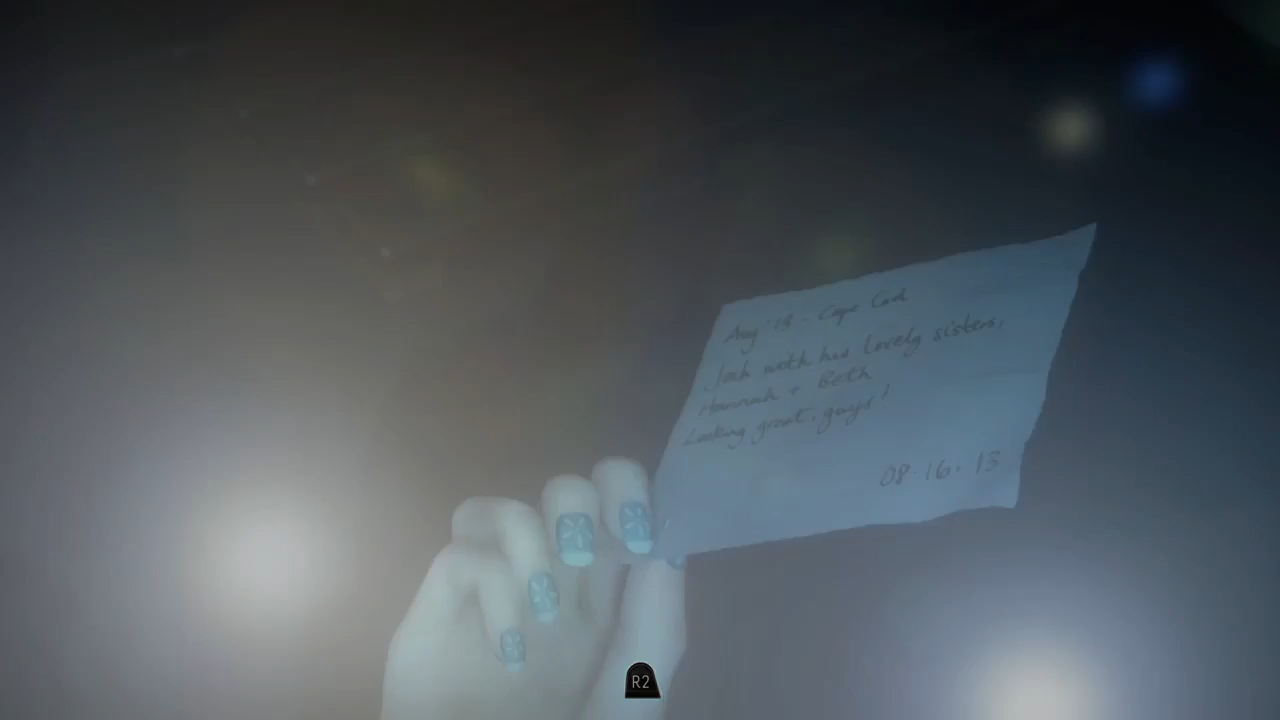 Aug '13 - Cape Cod
Josh with his lovely sisters,
Hannah + Beth
Looking great, guys!
08.16.13
R2